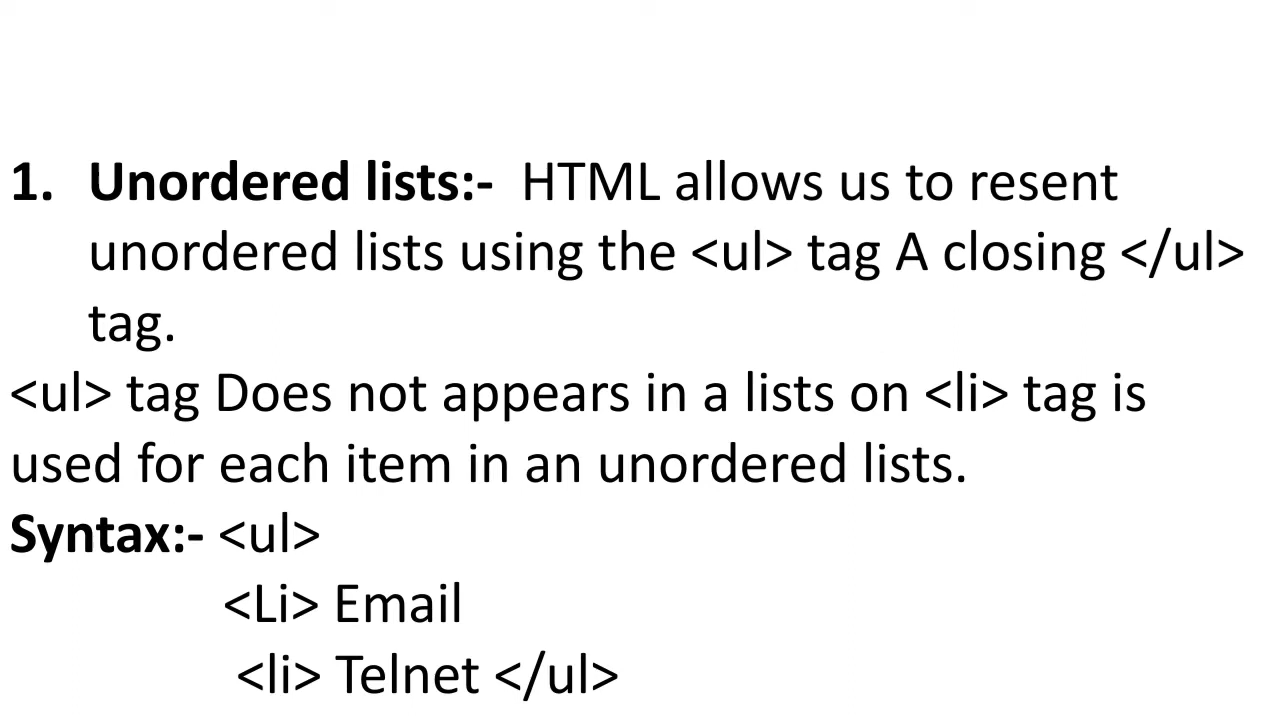 1. Unordered lists:- HTML allows us to resent
unordered lists using the <ul> tag A closing </ul>
tag.
<ul> tag Does not appears in a lists on <li> tag is
used for each item in an unordered lists.
Syntax:- <ul>
<Li> Email
<li> Telnet </ul>